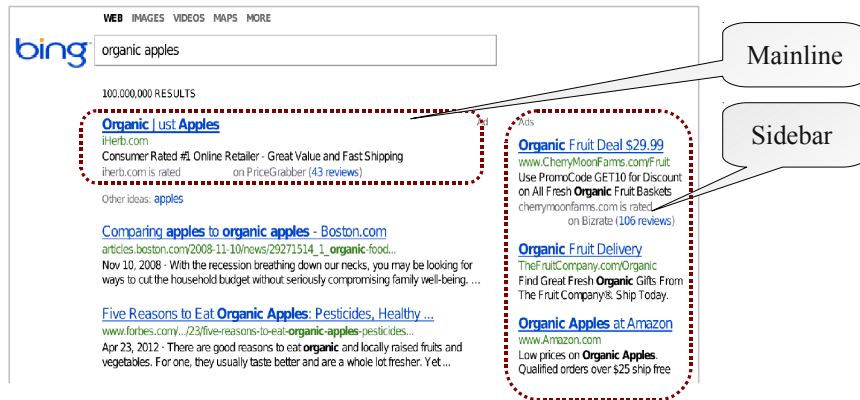 WEB IMAGES VIDEOS MAPS MORE
bing
organic apples
100,000,000 RESULTS
Organic | ust Apples
Ad
iHerb.com
Consumer Rated #1 Online Retailer - Great Value and Fast Shipping
iherb.com is rated on PriceGrabber (43 reviews)
Other ideas: apples
Comparing apples to organic apples - Boston.com
articles.boston.com/2008-11-10/news/29271514_1_organic-food...
Nov 10, 2008 · With the recession breathing down our necks, you may be looking for
ways to cut the household budget without seriously compromising family well-being. ...
Five Reasons to Eat Organic Apples: Pesticides, Healthy ...
www.forbes.com/.../23/five-reasons-to-eat-organic-apples-pesticides...
Apr 23, 2012 · There are good reasons to eat organic and locally raised fruits and
vegetables. For one, they usually taste better and are a whole lot fresher. Yet ...
Ads
Organic Fruit Deal $29.99
www.CherryMoonFarms.com/Fruit
Use PromoCode GET10 for Discount
on All Fresh Organic Fruit Baskets
cherrymoonfarms.com is rated
on Bizrate (106 reviews)
Organic Fruit Delivery
TheFruitCompany.com/Organic
Find Great Fresh Organic Gifts From
The Fruit Company®. Ship Today.
Organic Apples at Amazon
www.Amazon.com
Low prices on Organic Apples.
Qualified orders over $25 ship free
Mainline
Sidebar